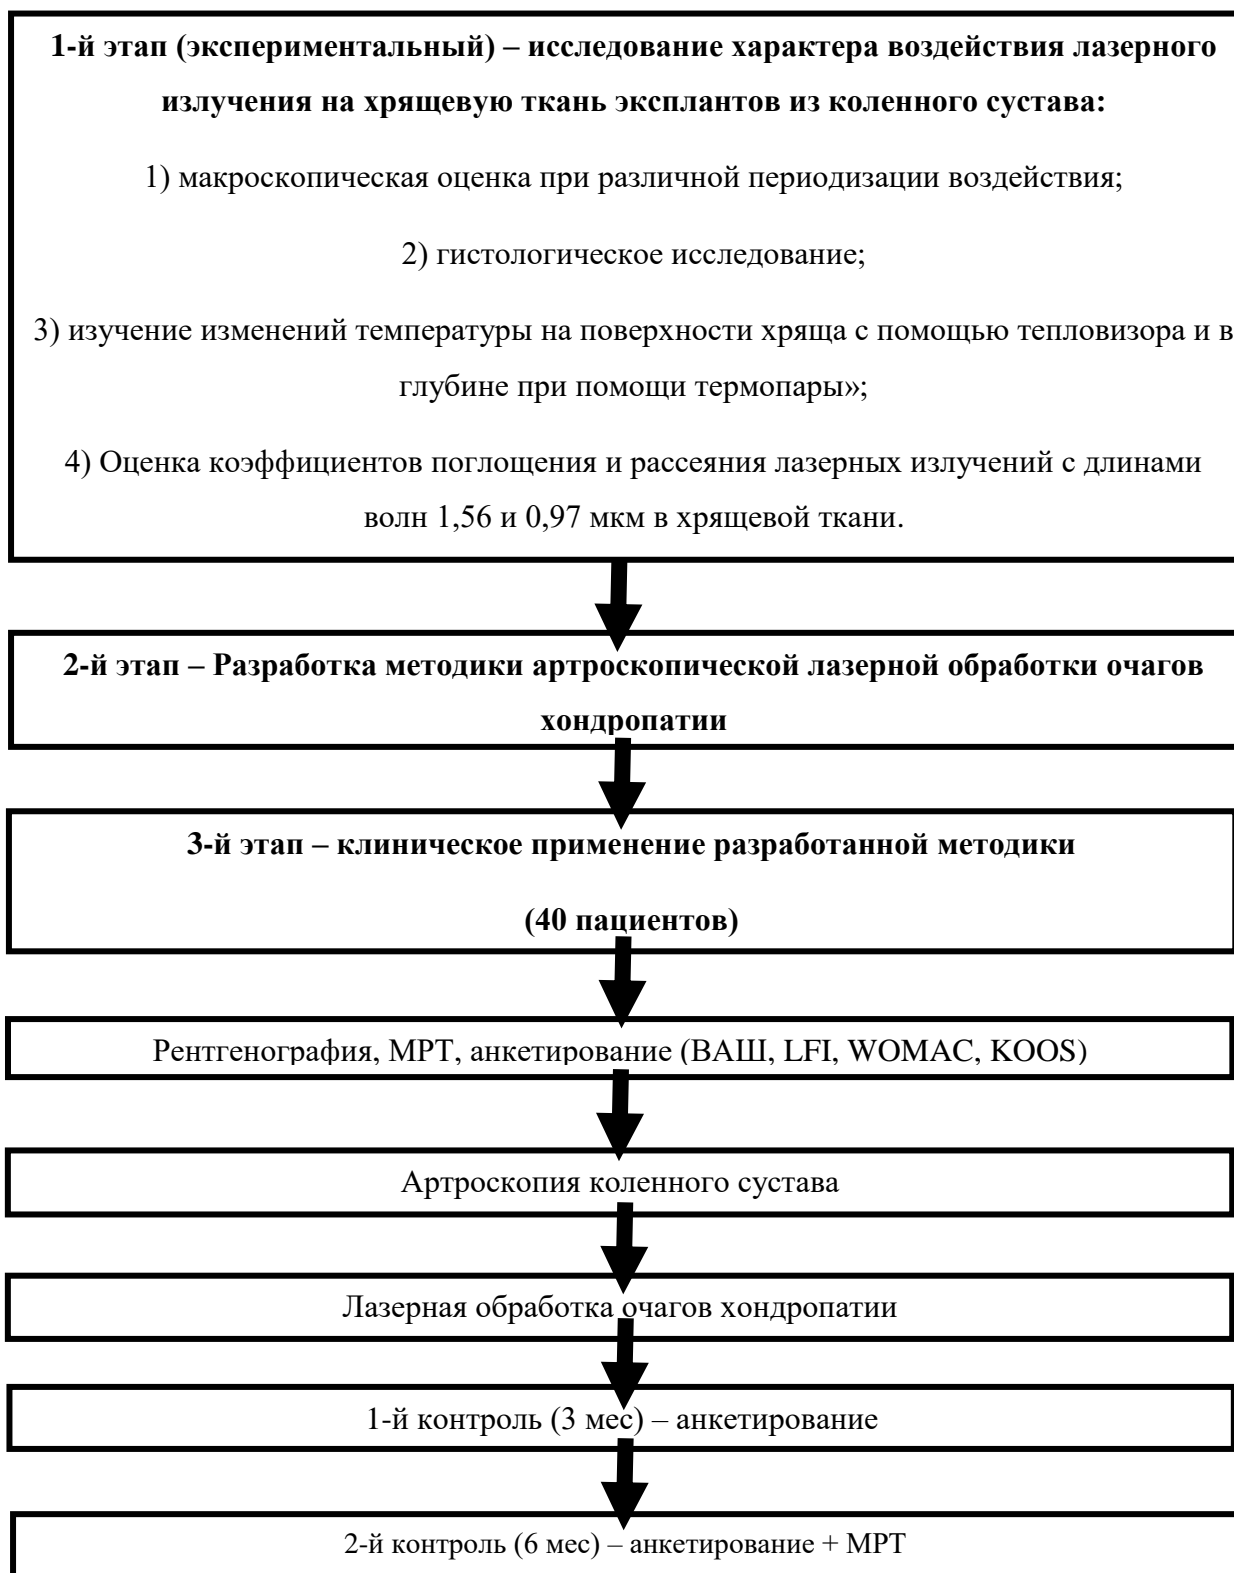 1-й этап (экспериментальный) – исследование характера воздействия лазерного
излучения на хрящевую ткань эксплантов из коленного сустава:
1) макроскопическая оценка при различной периодизации воздействия;
2) гистологическое исследование;
3) изучение изменений температуры на поверхности хряща с помощью тепловизора и в
глубине при помощи термопары»;
4) Оценка коэффициентов поглощения и рассеяния лазерных излучений с длинами
волн 1,56 и 0,97 мкм в хрящевой ткани.
2-й этап – Разработка методики артроскопической лазерной обработки очагов
хондропатии
3-й этап – клиническое применение разработанной методики
(40 пациентов)
Рентгенография, МРТ, анкетирование (ВАШ, LFI, WOMAC, KOOS)
Артроскопия коленного сустава
Лазерная обработка очагов хондропатии
1-й контроль (3 мес) – анкетирование
2-й контроль (6 мес) – анкетирование + МРТ